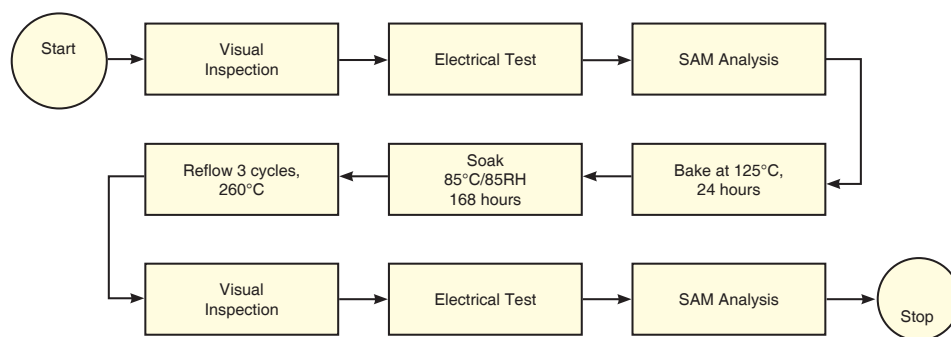 Start
Visual
Inspection
Electrical Test
SAM Analysis
Bake at 125°C,
24 hours
Soak
85°C/85RH
168 hours
Reflow 3 cycles,
260°C
Visual
Inspection
Electrical Test
SAM Analysis
Stop